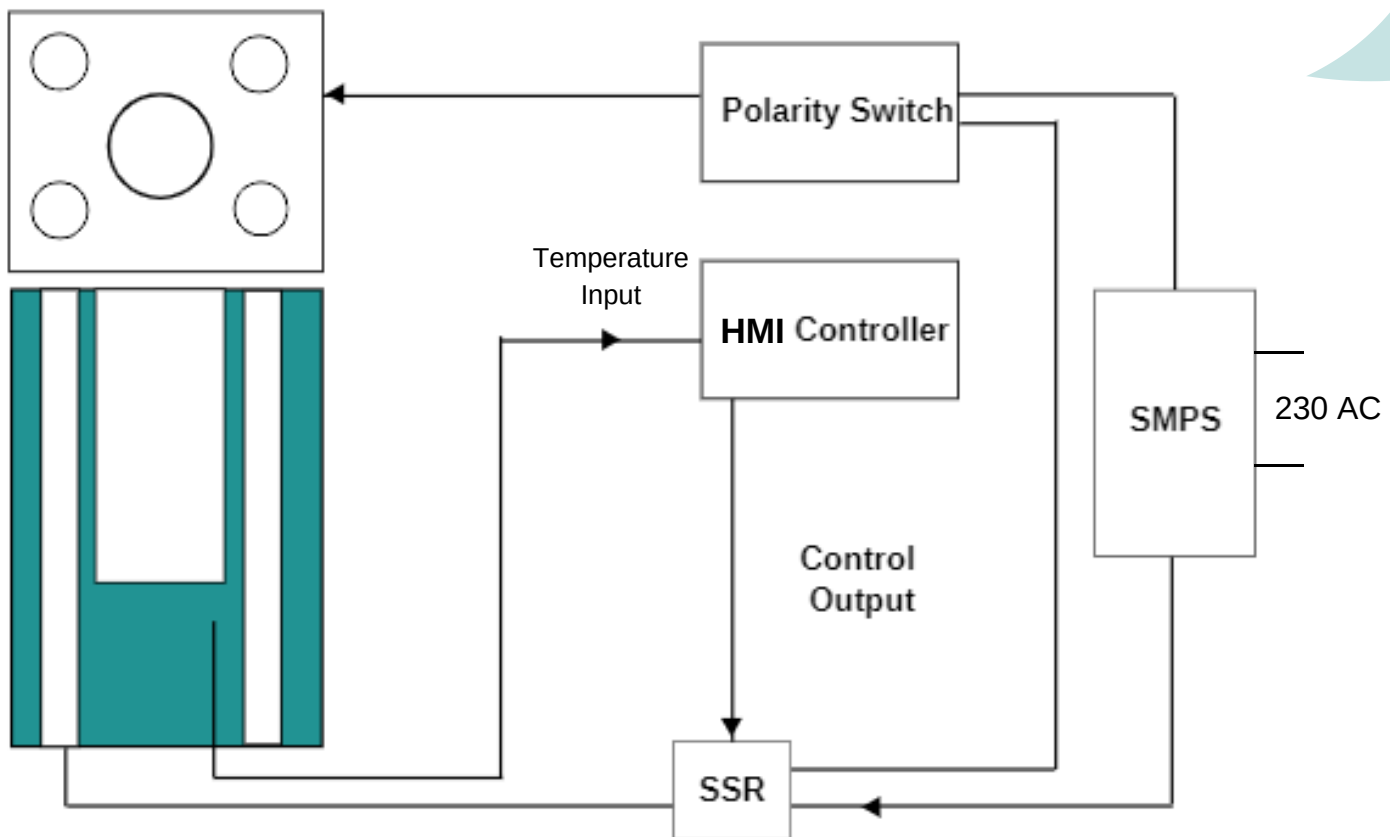 Polarity Switch
Temperature
Input
HMI Controller
230 AC
SMPS
Control
Output
SSR